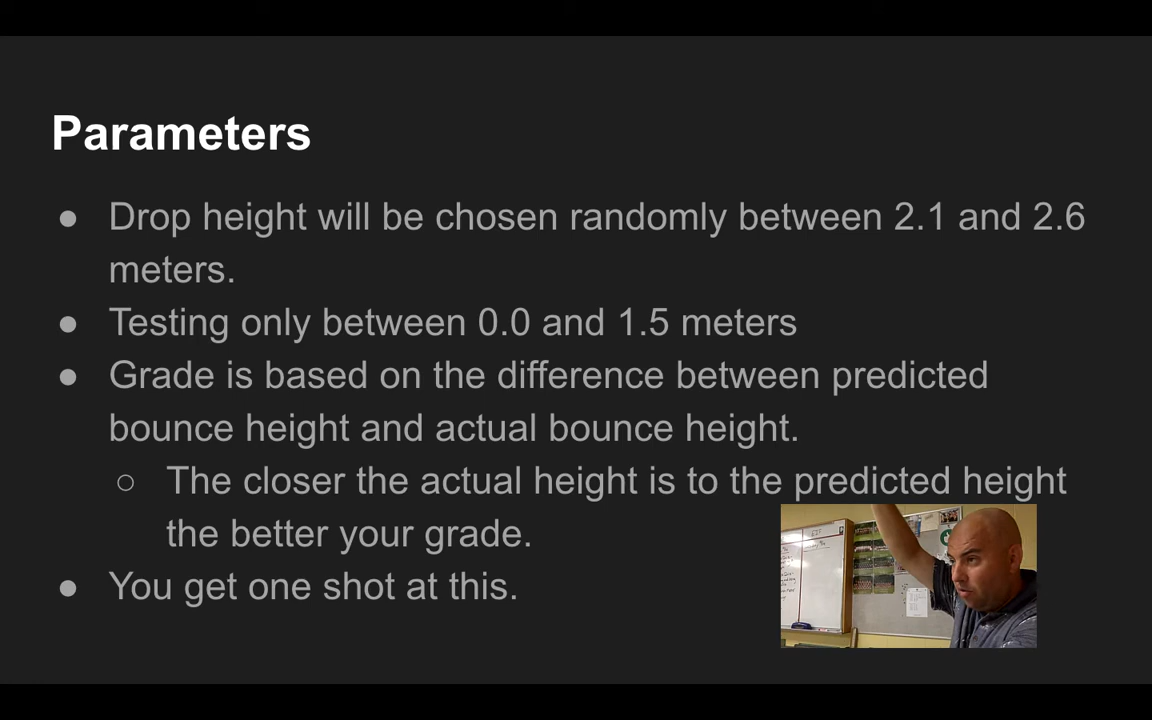 Parameters
● Drop height will be chosen randomly between 2.1 and 2.6
meters.
● Testing only between 0.0 and 1.5 meters
● Grade is based on the difference between predicted
bounce height and actual bounce height.
○ The closer the actual height is to the predicted height
the better your grade.
● You get one shot at this.